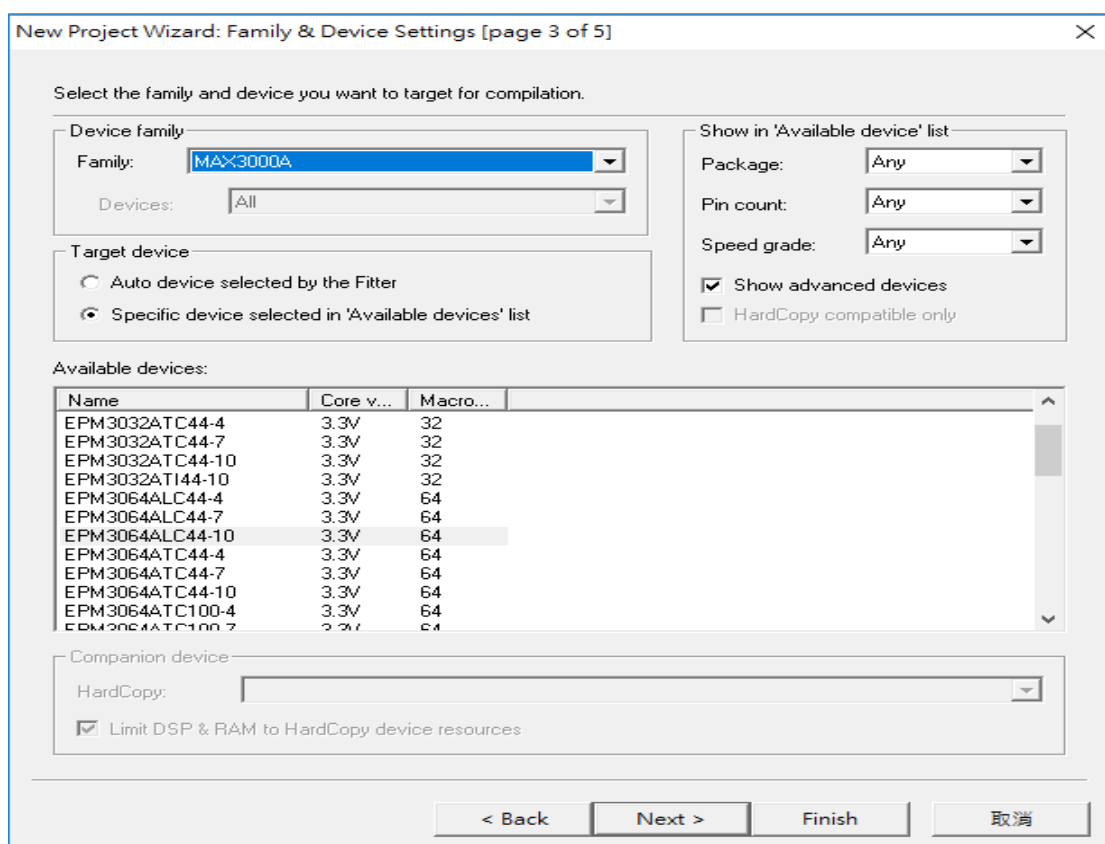 New Project Wizard: Family & Device Settings [page 3 of 5]
Select the family and device you want to target for compilation.
Device family
Family: MAX3000A
Devices: All
Show in 'Available device' list
Package: Any
Pin count: Any
Speed grade: Any
Show advanced devices
HardCopy compatible only
Target device
Auto device selected by the Fitter
Specific device selected in 'Available devices' list
Available devices:
Name Core v... Macro...
EPM3032ATC44-4 3.3V 32
EPM3032ATC44-7 3.3V 32
EPM3032ATC44-10 3.3V 32
EPM3032ATI44-10 3.3V 32
EPM3064ALC44-4 3.3V 64
EPM3064ALC44-7 3.3V 64
EPM3064ALC44-10 3.3V 64
EPM3064ATC44-4 3.3V 64
EPM3064ATC44-7 3.3V 64
EPM3064ATC44-10 3.3V 64
EPM3064ATC100-4 3.3V 64
EPM3064ATC100-7 3.3V 64
Companion device
HardCopy:
Limit DSP & RAM to HardCopy device resources
< Back Next > Finish 取消